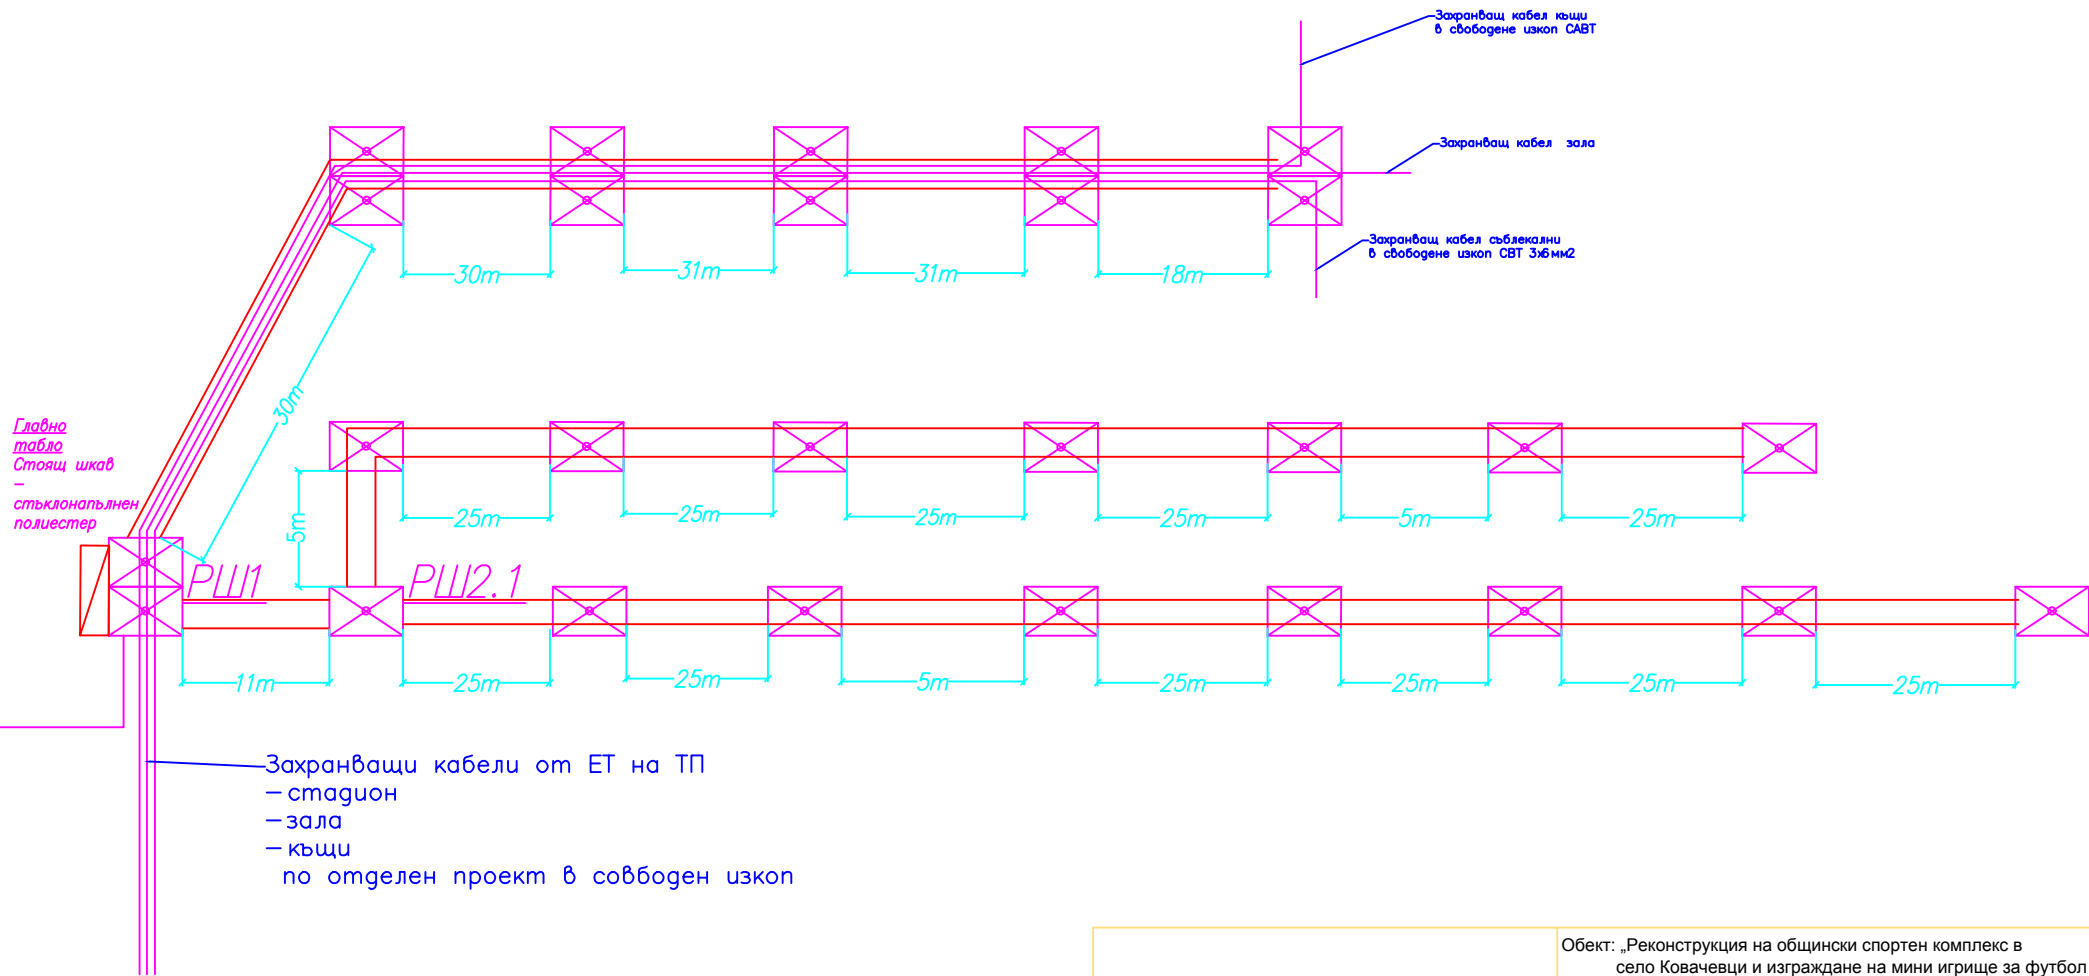 Захранващ кабел къщи
в свободене изкоп САВТ
Захранващ кабел зала
Захранващ кабел съблекални
в свободене изкоп СВТ 3х6мм2
30m
31m
31m
18m
30m
Главно
табло
Стоящ шкав
–
стъклонапълнен
полиестер
25m
25m
25m
25m
5m
25m
5m
РШ1
РШ2.1
11m
25m
25m
5m
25m
25m
25m
25m
Захранващи кабели от ЕТ на ТП
– стадион
– зала
– къщи
по отделен проект в совбоден изкоп
Обект: „Реконструкция на общински спортен комплекс в
село Ковачевци и изграждане на мини игрище за футбол